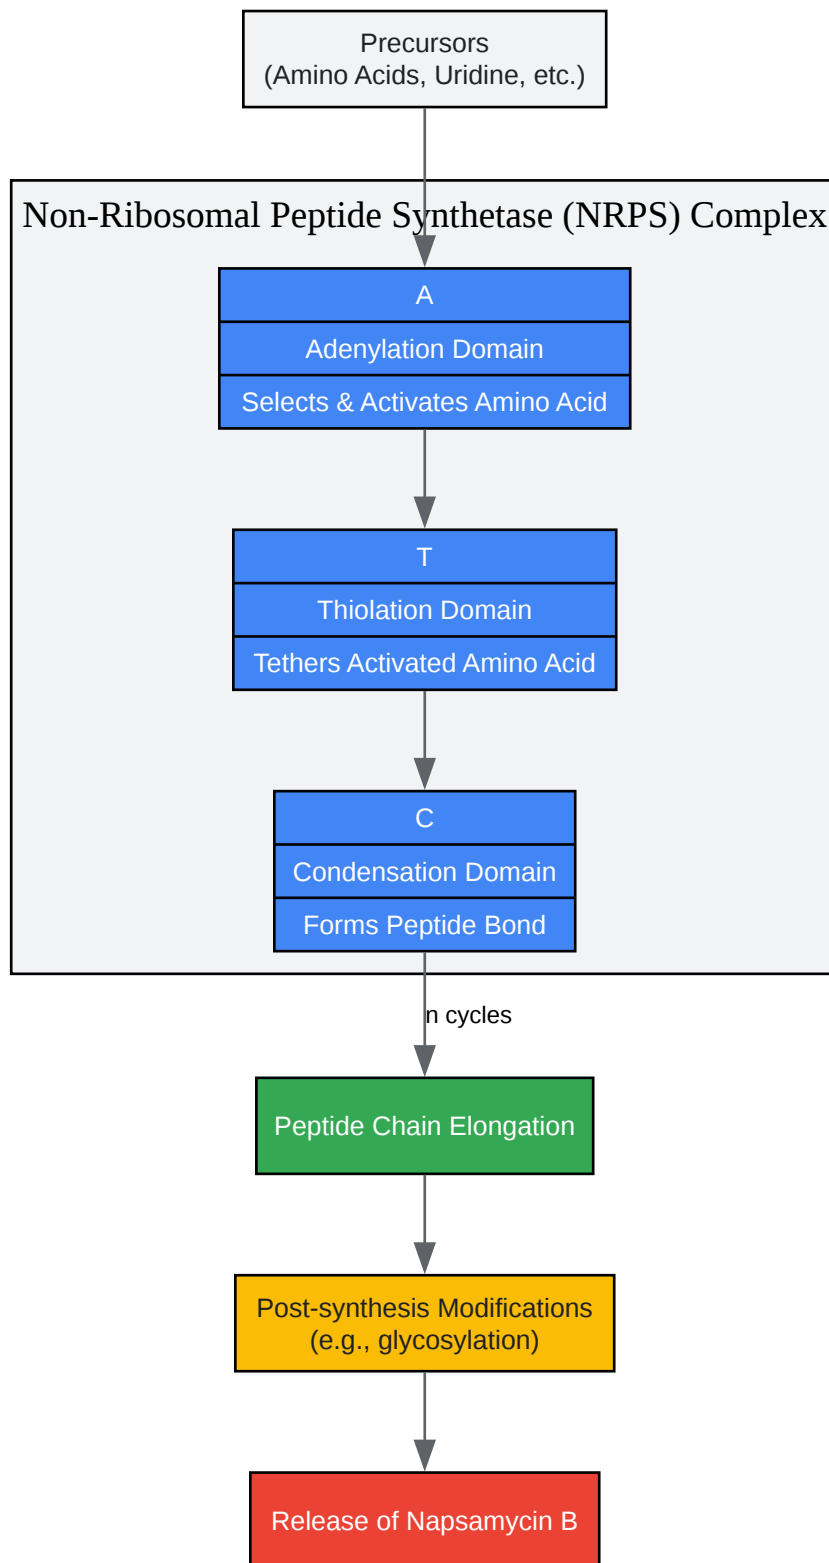 Precursors
(Amino Acids, Uridine, etc.)
Non-Ribosomal Peptide Synthetase (NRPS) Complex
A
Adenylation Domain
Selects & Activates Amino Acid
T
Thiolation Domain
Tethers Activated Amino Acid
C
Condensation Domain
Forms Peptide Bond
n cycles
Peptide Chain Elongation
Post-synthesis Modifications
(e.g., glycosylation)
Release of Napsamycin B